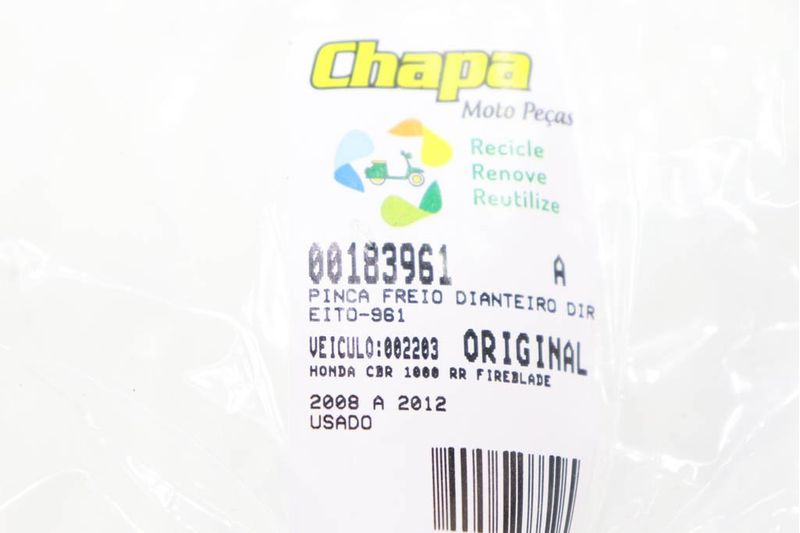 Chapa
Moto Peças
Recicle
Renove
Reutilize
00183961 A
PINCA FREIO DIANTEIRO DIR
EITO-961
VEICULO:002203 ORIGINAL
HONDA CBR 1000 RR FIREBLADE
2008 A 2012
USADO